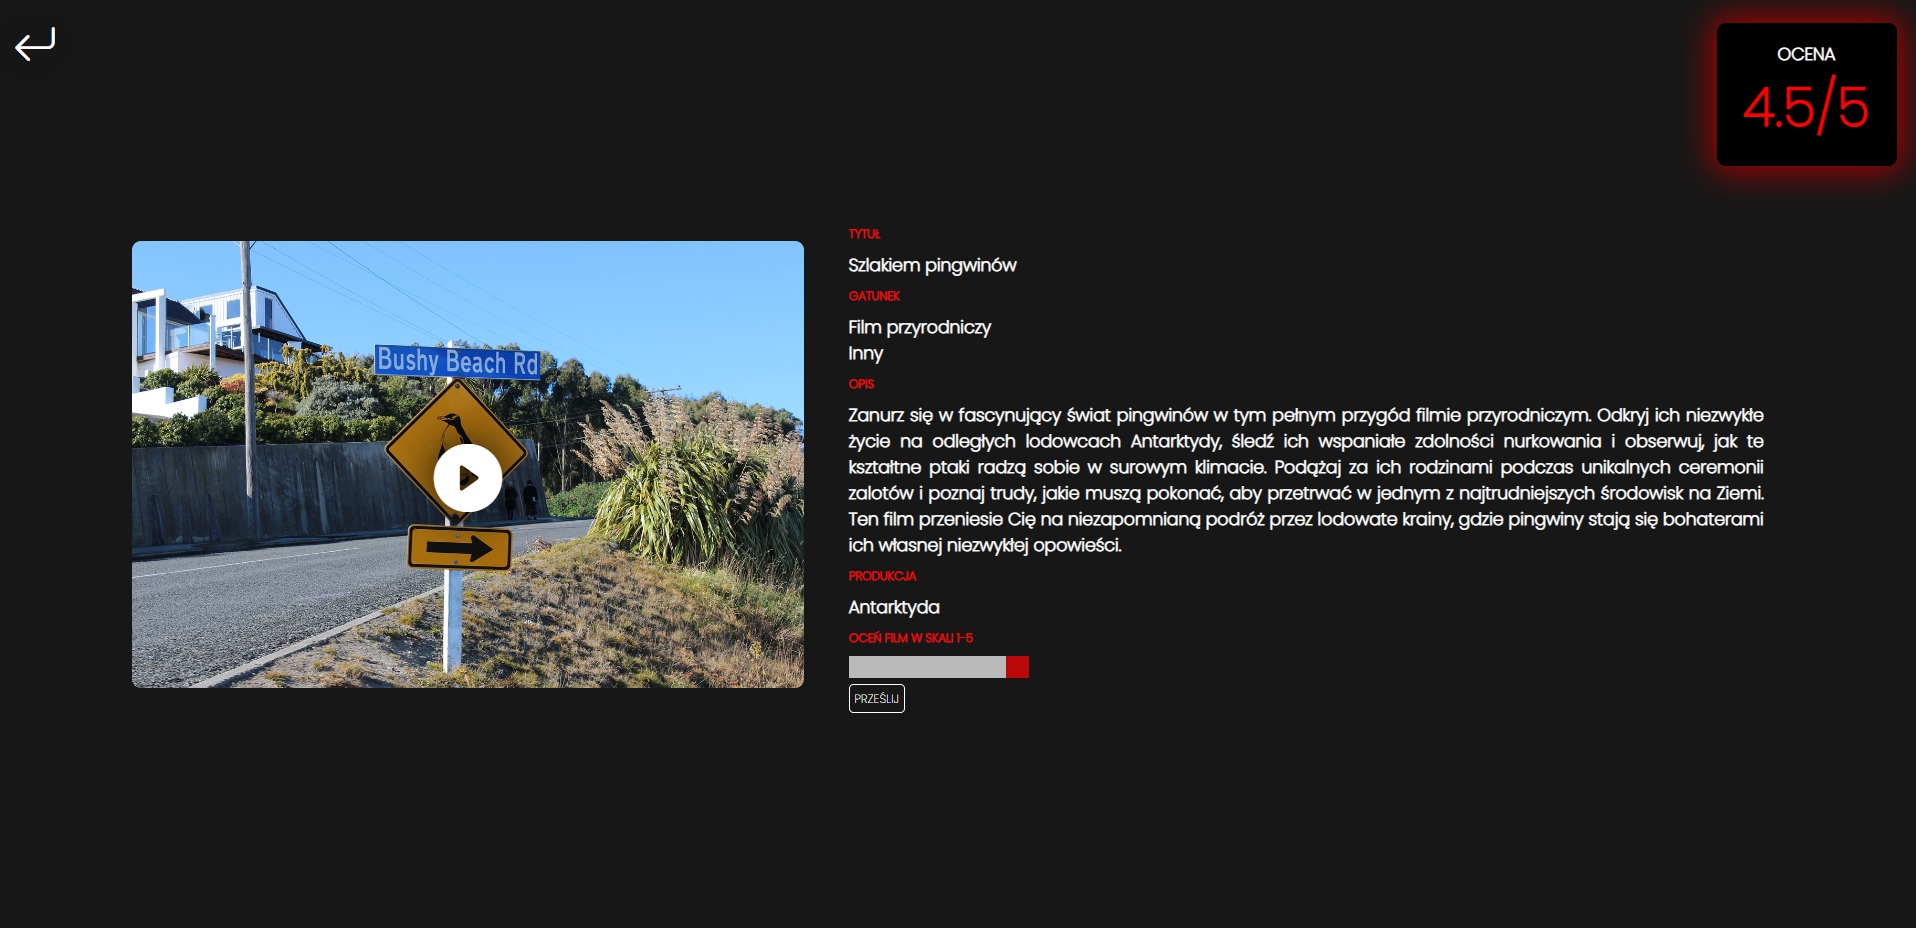 OCENA
4.5/5
Bushy Beach Rd
TYTUŁ
Szlakiem pingwinów
GATUNEK
Film przyrodniczy
Inny
OPIS
Zanurz się w fascynujący świat pingwinów w tym pełnym przygód filmie przyrodniczym. Odkryj ich niezwykłe
życie na odległych lodowcach Antarktydy, śledź ich wspaniałe zdolności nurkowania i obserwuj, jak te
kształtne ptaki radzą sobie w surowym klimacie. Podążaj za ich rodzinami podczas unikalnych ceremonii
zalotów i poznaj trudy, jakie muszą pokonać, aby przetrwać w jednym z najtrudniejszych środowisk na Ziemi.
Ten film przeniesie Cię na niezapomnianą podróż przez lodowate krainy, gdzie pingwiny stają się bohaterami
ich własnej niezwykłej opowieści.
PRODUKCJA
Antarktyda
OCEŃ FILM W SKALI 1-5
PRZEŚLIJ